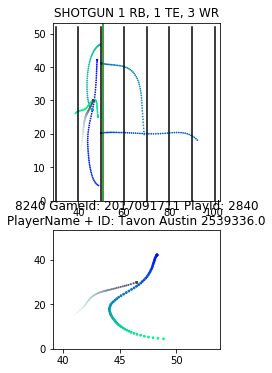 SHOTGUN 1 RB, 1 TE, 3 WR
50
40
30
20
10
0
40 60 80 100
8240 GameId: 2017091711 PlayId: 2840
PlayerName + ID: Tavon Austin 2539336.0
40
20
0
40 45 50